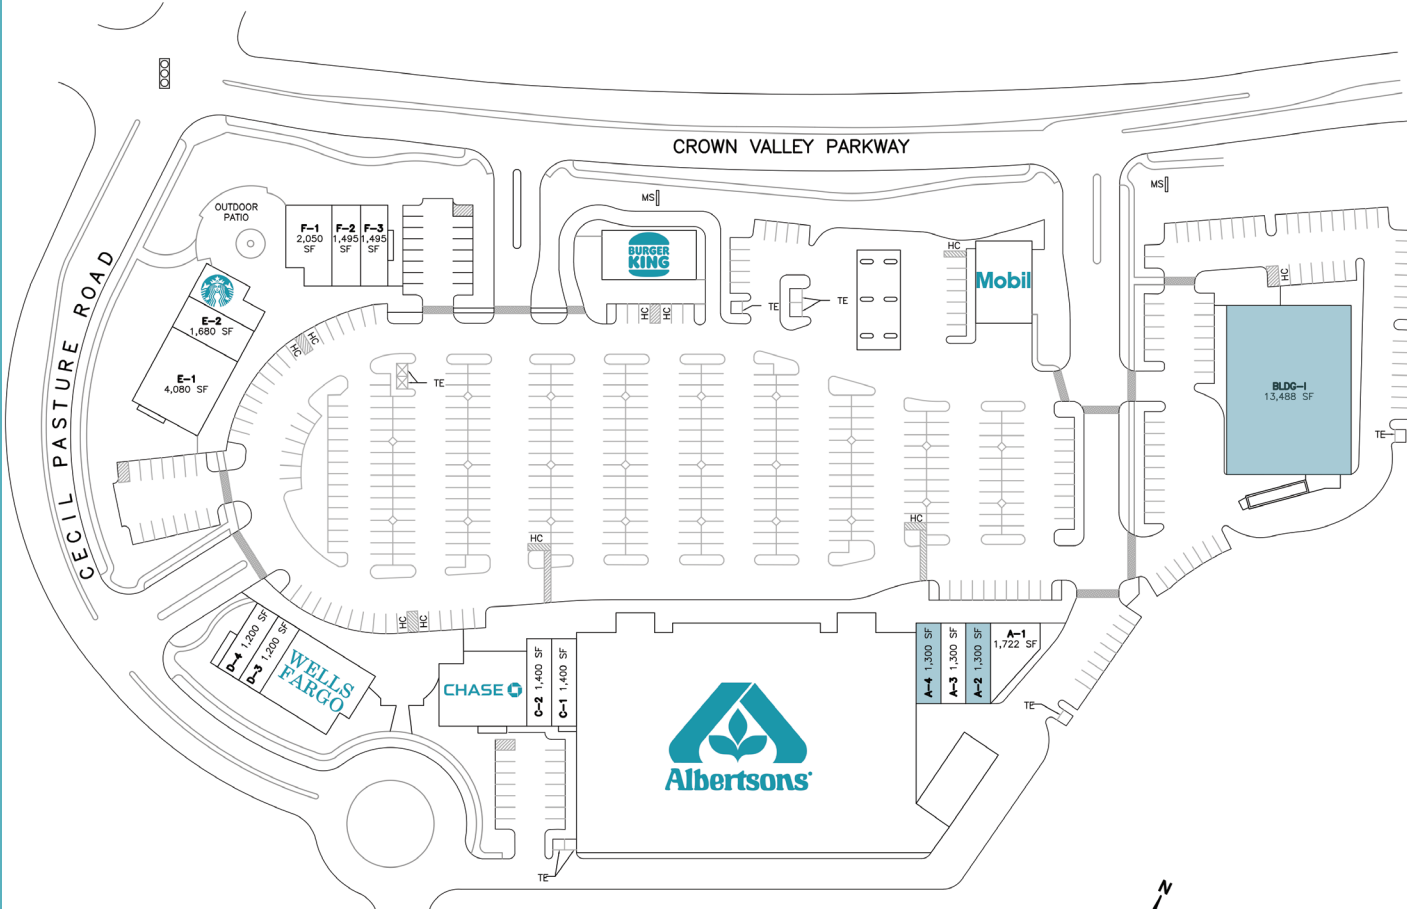 CROWN VALLEY PARKWAY
CECIL PASTURE ROAD
MS
MS
OUTDOOR
PATIO
F-1
2,050
SF
F-2
1,495
SF
F-3
1,495
SF
BURGER
KING
HC
HC
TE
TE
HC
Mobil
HC
BLDG-I
13,488 SF
TE
E-2
1,680 SF
E-1
4,080 SF
HC
HC
TE
HC
HC
HC
HC
D-4 1,200 SF
D-3 1,200 SF
WELLS
FARGO
CHASE
C-2 1,400 SF
C-1 1,400 SF
Albertsons
A-4 1,300 SF
A-3 1,300 SF
A-2 1,300 SF
A-1
1,722 SF
TE
TE
N